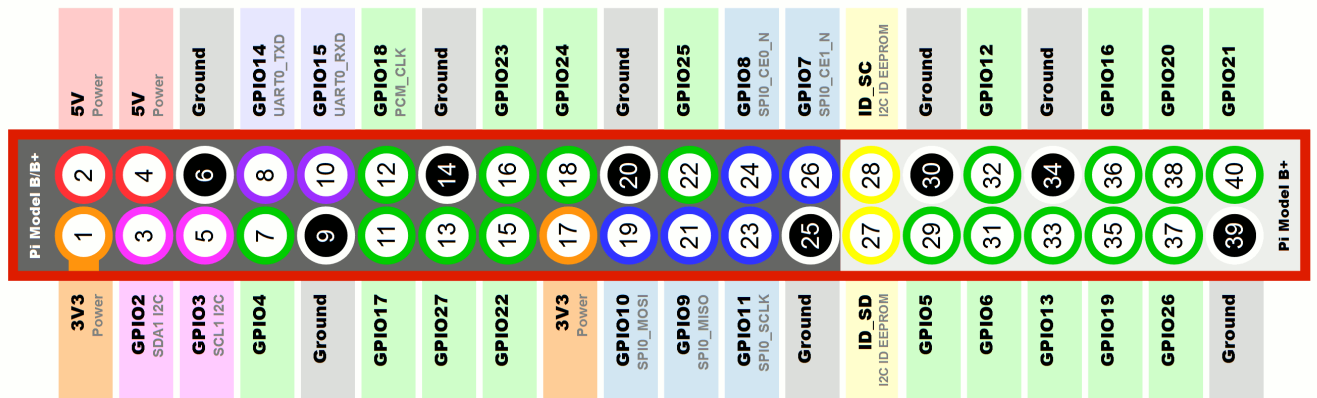 5V
Power
5V
Power
Ground
GPIO14
UART0_TXD
GPIO15
UART0_RXD
GPIO18
PCM_CLK
Ground
GPIO23
GPIO24
Ground
GPIO25
GPIO8
SPI0_CE0_N
GPIO7
SPI0_CE1_N
ID_SC
I2C ID EEPROM
Ground
GPIO12
Ground
GPIO16
GPIO20
GPIO21
Pi Model B/B+
2 4 6 8 10 12 14 16 18 20 22 24 26 28 30 32 34 36 38 40
1 3 5 7 9 11 13 15 17 19 21 23 25 27 29 31 33 35 37 39
Pi Model B+
3V3
Power
GPIO2
SDA1 I2C
GPIO3
SCL1 I2C
GPIO4
Ground
GPIO17
GPIO27
GPIO22
3V3
Power
GPIO10
SPI0_MOSI
GPIO9
SPI0_MISO
GPIO11
SPI0_SCLK
Ground
ID_SD
I2C ID EEPROM
GPIO5
GPIO6
GPIO13
GPIO19
GPIO26
Ground